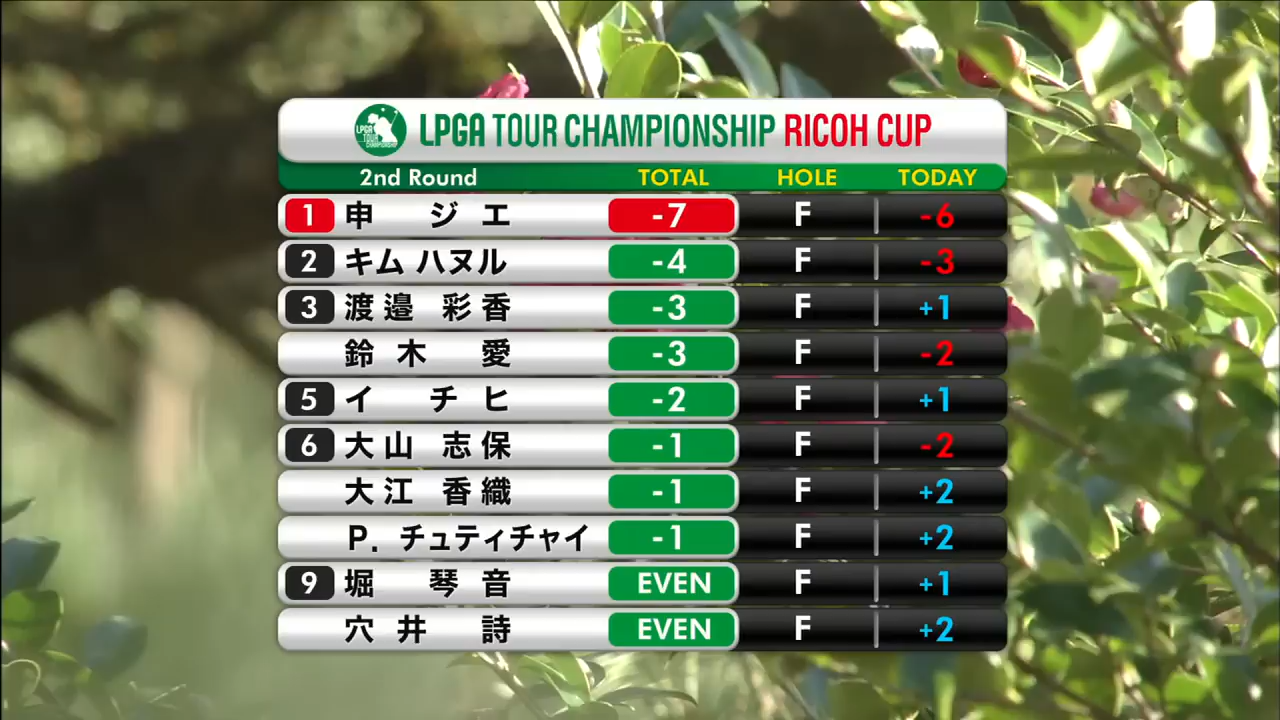 LPGA TOUR CHAMPIONSHIP
LPGA TOUR CHAMPIONSHIP RICOH CUP
2nd Round TOTAL HOLE TODAY
1 申 ジエ -7 F -6
2 キム ハヌル -4 F -3
3 渡邉 彩香 -3 F +1
鈴木 愛 -3 F -2
5 イ チヒ -2 F +1
6 大山 志保 -1 F -2
大江 香織 -1 F +2
P. チュティチャイ -1 F +2
9 堀 琴音 EVEN F +1
穴井 詩 EVEN F +2